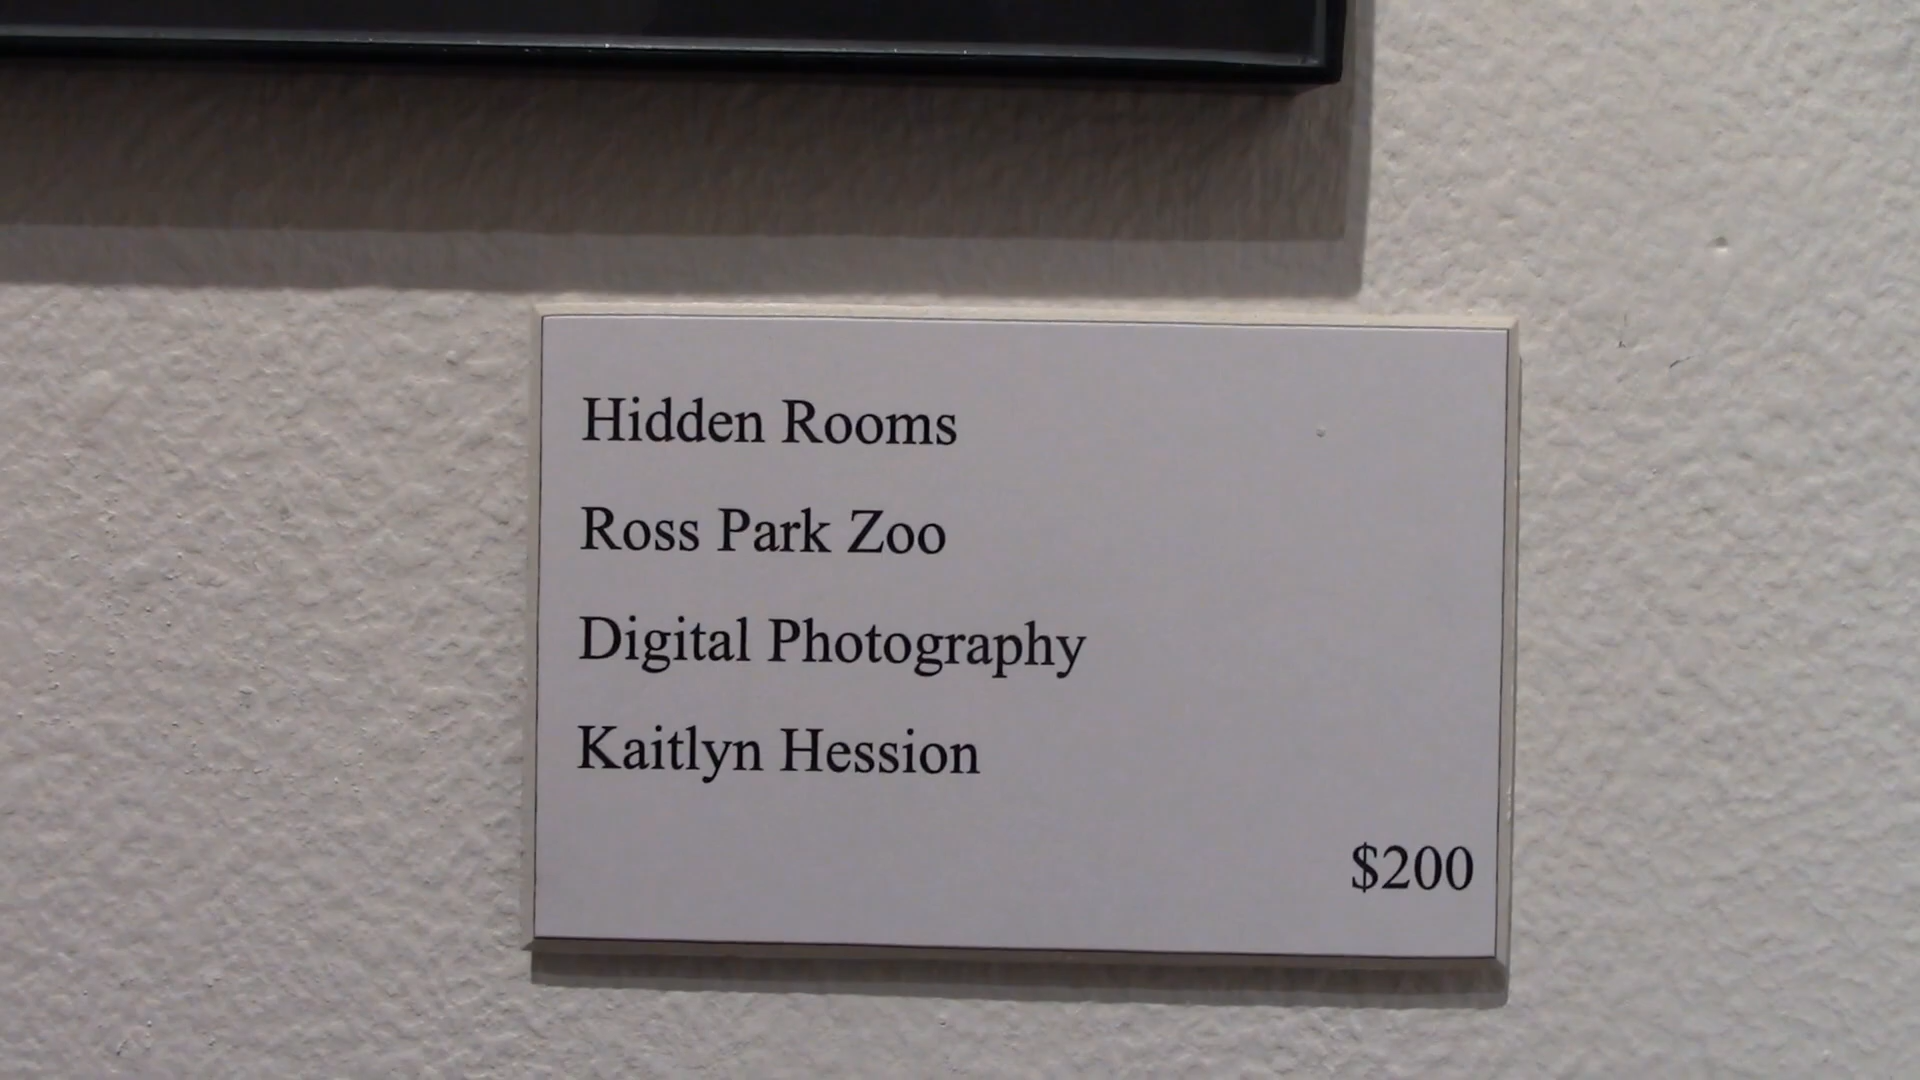 Hidden Rooms
Ross Park Zoo
Digital Photography
Kaitlyn Hession
$200